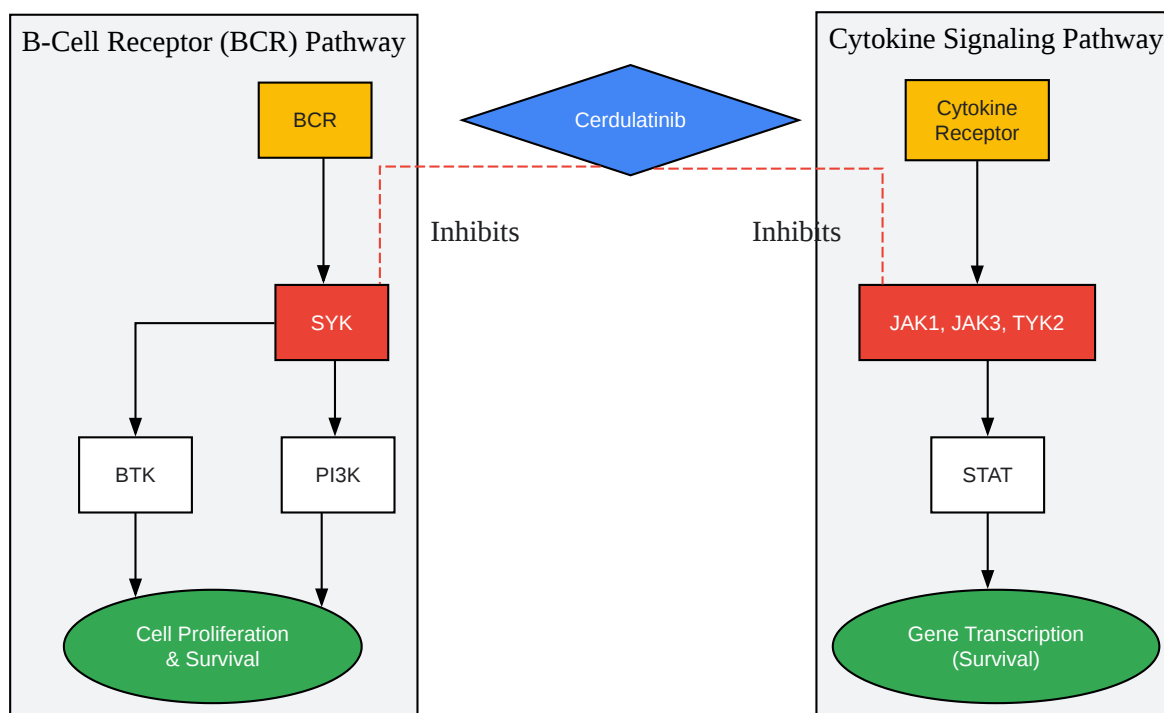 B-Cell Receptor (BCR) Pathway
BCR
Inhibits
SYK
BTK
PI3K
Cell Proliferation
& Survival
Cerdulatinib
Cytokine Signaling Pathway
Cytokine
Receptor
Inhibits
JAK1, JAK3, TYK2
STAT
Gene Transcription
(Survival)